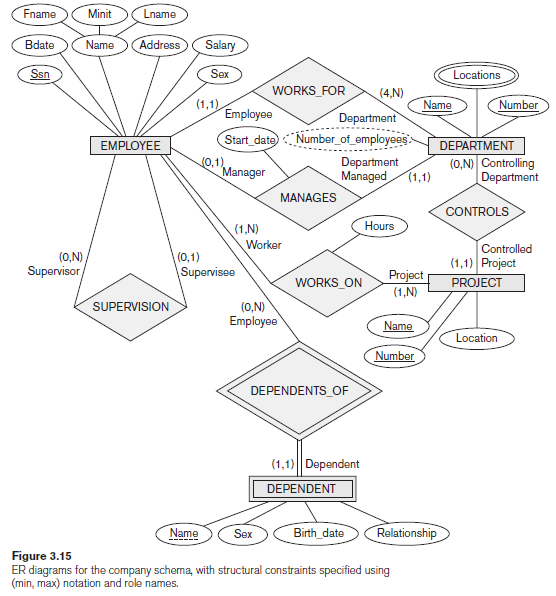 Fname Minit Lname
Bdate Name Address Salary
Ssn Sex
WORKS_FOR
Locations
Name Number
(1,1)
Employee
(4,N)
Department
EMPLOYEE
Start_date
Number_of_employees
DEPARTMENT
(0,1)
Manager
MANAGES
Department
Managed
(1,1)
(0,N) Controlling
Department
CONTROLS
(1,N)
Worker
Hours
(0,N)
Supervisor
(0,1)
Supervisee
WORKS_ON
Project
(1,N)
(1,1)
Controlled
Project
PROJECT
SUPERVISION
(0,N)
Employee
Name
Number
Location
DEPENDENTS_OF
(1,1) Dependent
DEPENDENT
Name Sex Birth_date Relationship
Figure 3.15
ER diagrams for the company schema, with structural constraints specified using
(min, max) notation and role names.